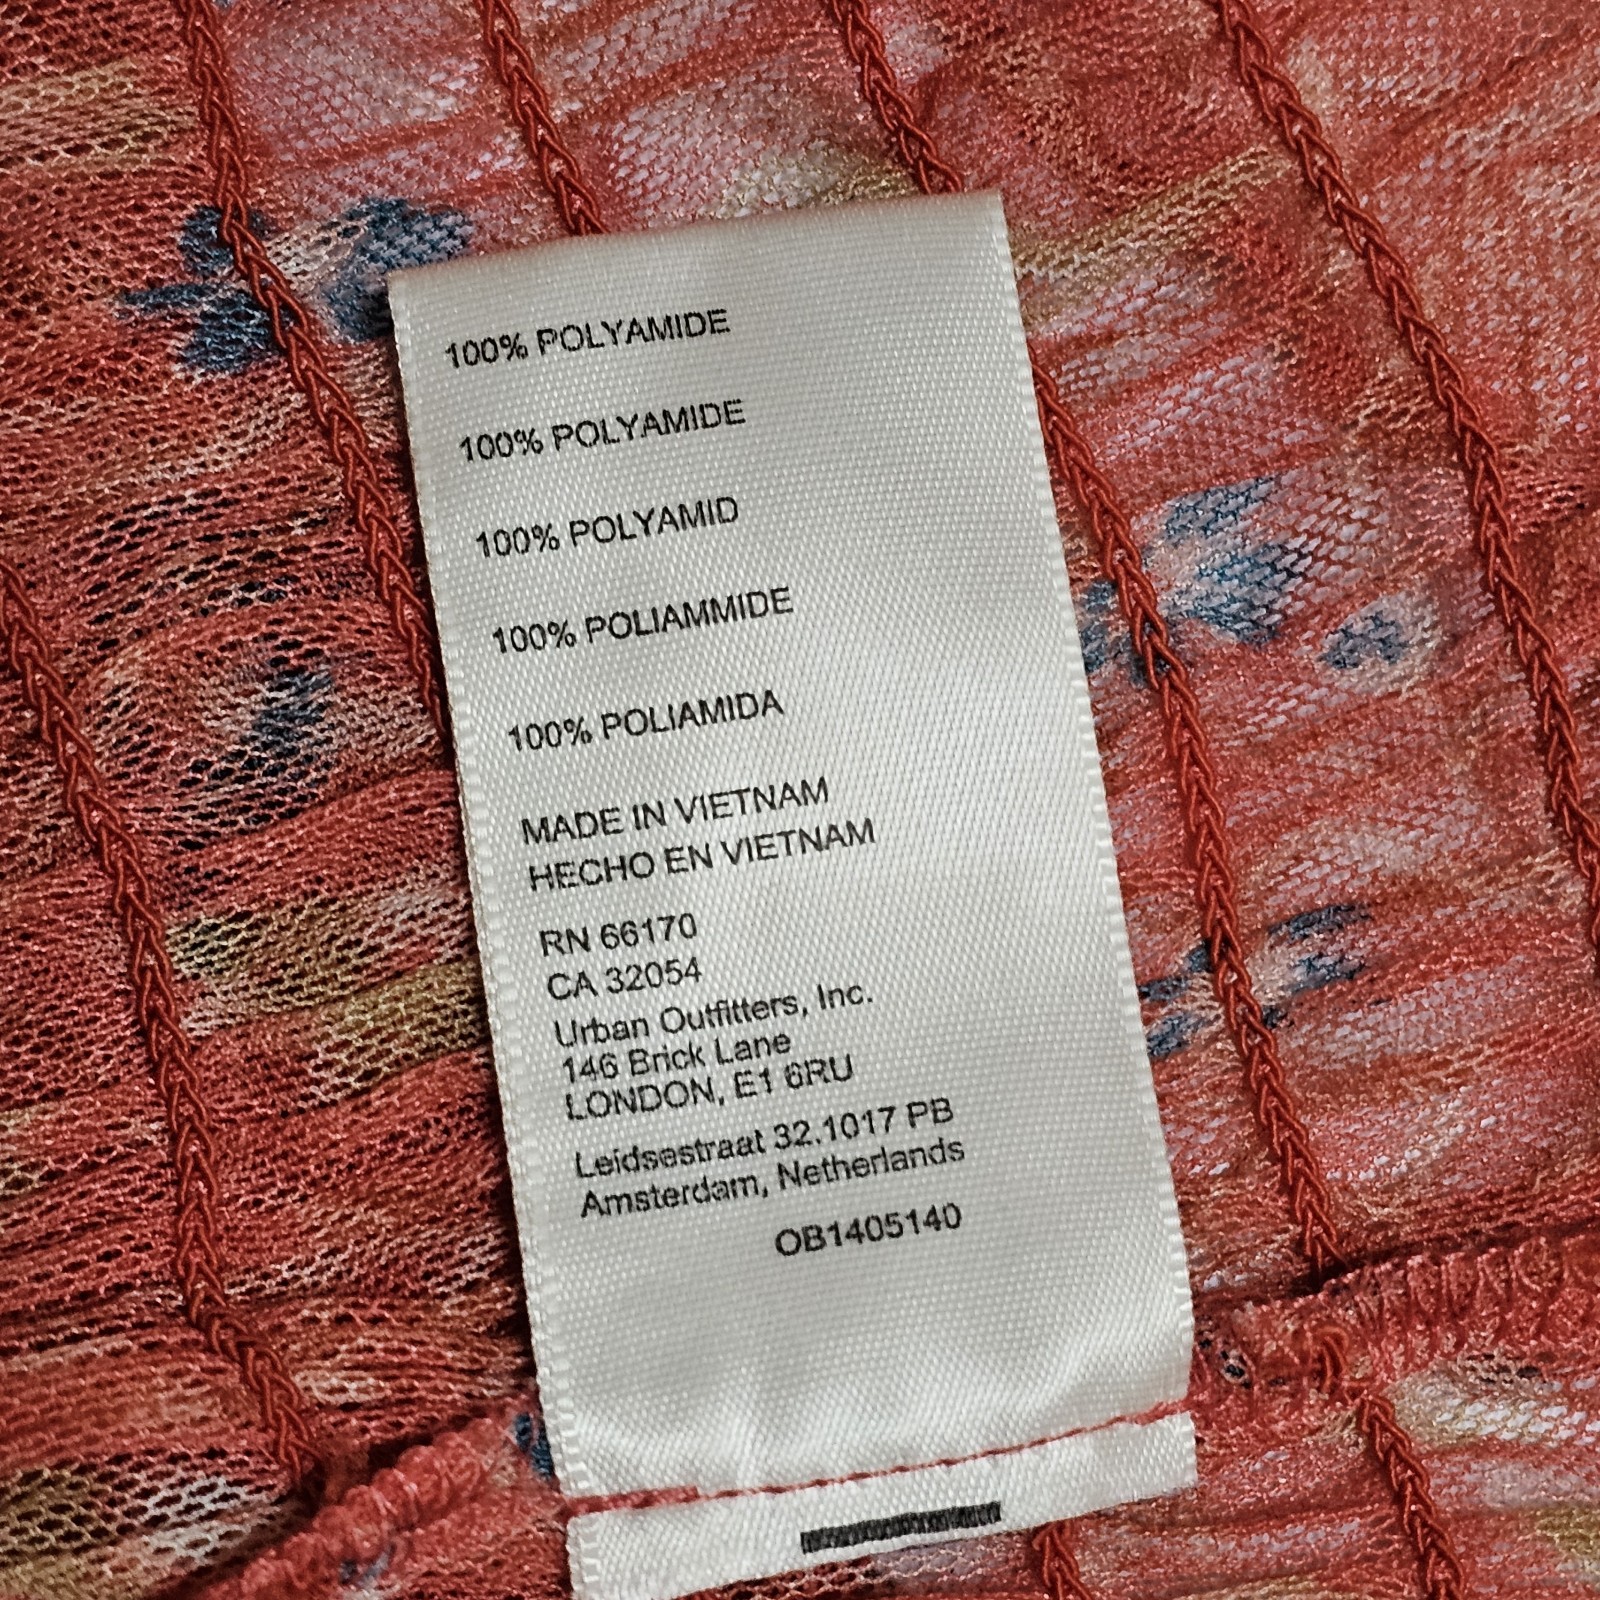 100% POLYAMIDE
100% POLYAMIDE
100% POLYAMID
100% POLIAMMIDE
100% POLIAMIDA
MADE IN VIETNAM
HECHO EN VIETNAM
RN 66170
CA 32054
Urban Outfitters, Inc.
146 Brick Lane
LONDON, E1 6RU
Leidsestraat 32.1017 PB
Amsterdam, Netherlands
OB1405140